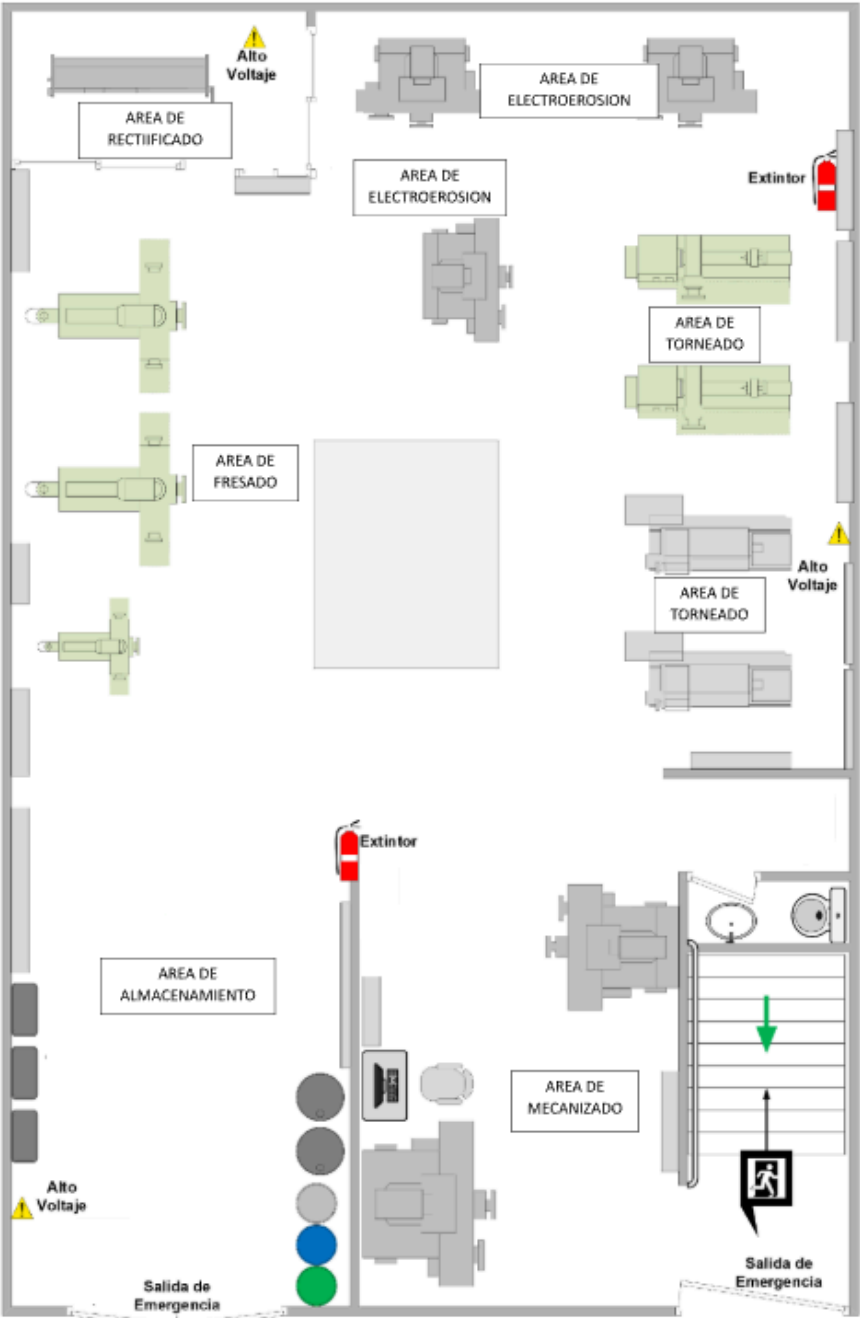 Alto
Voltaje
AREA DE
RECTIIFICADO
AREA DE
ELECTROEROSION
AREA DE
ELECTROEROSION
Extintor
AREA DE
TORNEADO
AREA DE
FRESADO
Alto
Voltaje
AREA DE
TORNEADO
Extintor
AREA DE
ALMACENAMIENTO
AREA DE
MECANIZADO
Alto
Voltaje
Salida de
Emergencia
Salida de
Emergencia